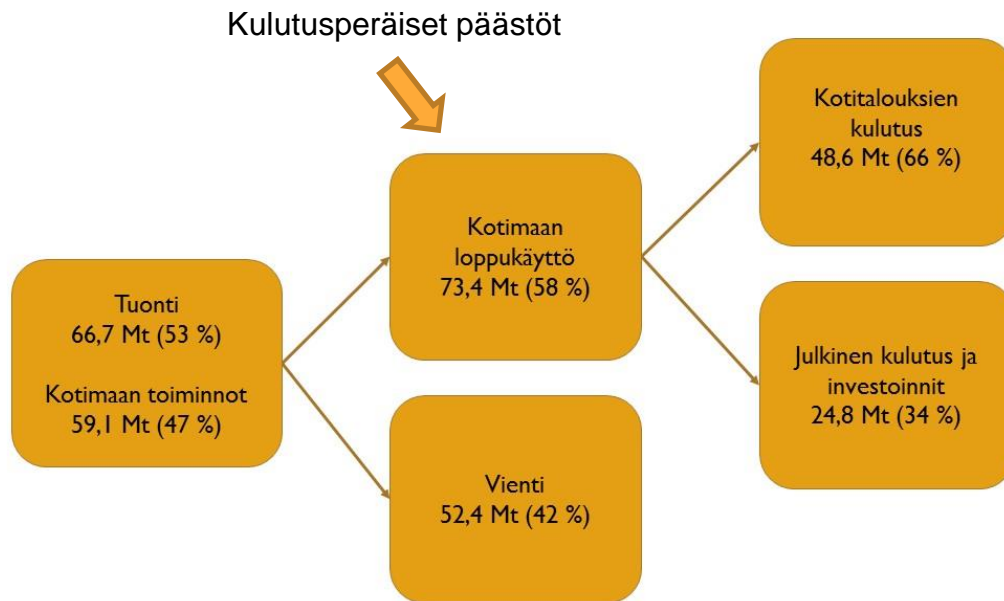 Kulutusperäiset päästöt
Tuonti
66,7 Mt (53 %)
Kotimaan toiminnot
59,1 Mt (47 %)
Kotimaan
loppukäyttö
73,4 Mt (58 %)
Vienti
52,4 Mt (42 %)
Kotitalouksien
kulutus
48,6 Mt (66 %)
Julkinen kulutus ja
investoinnit
24,8 Mt (34 %)